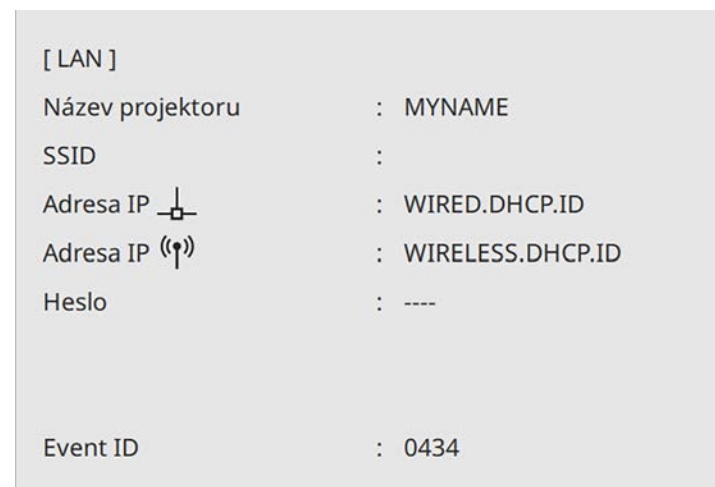 [ LAN ]
Název projektoru : MYNAME
SSID :
Adresa IP : WIRED.DHCP.ID
Adresa IP : WIRELESS.DHCP.ID
Heslo : ----
Event ID : 0434